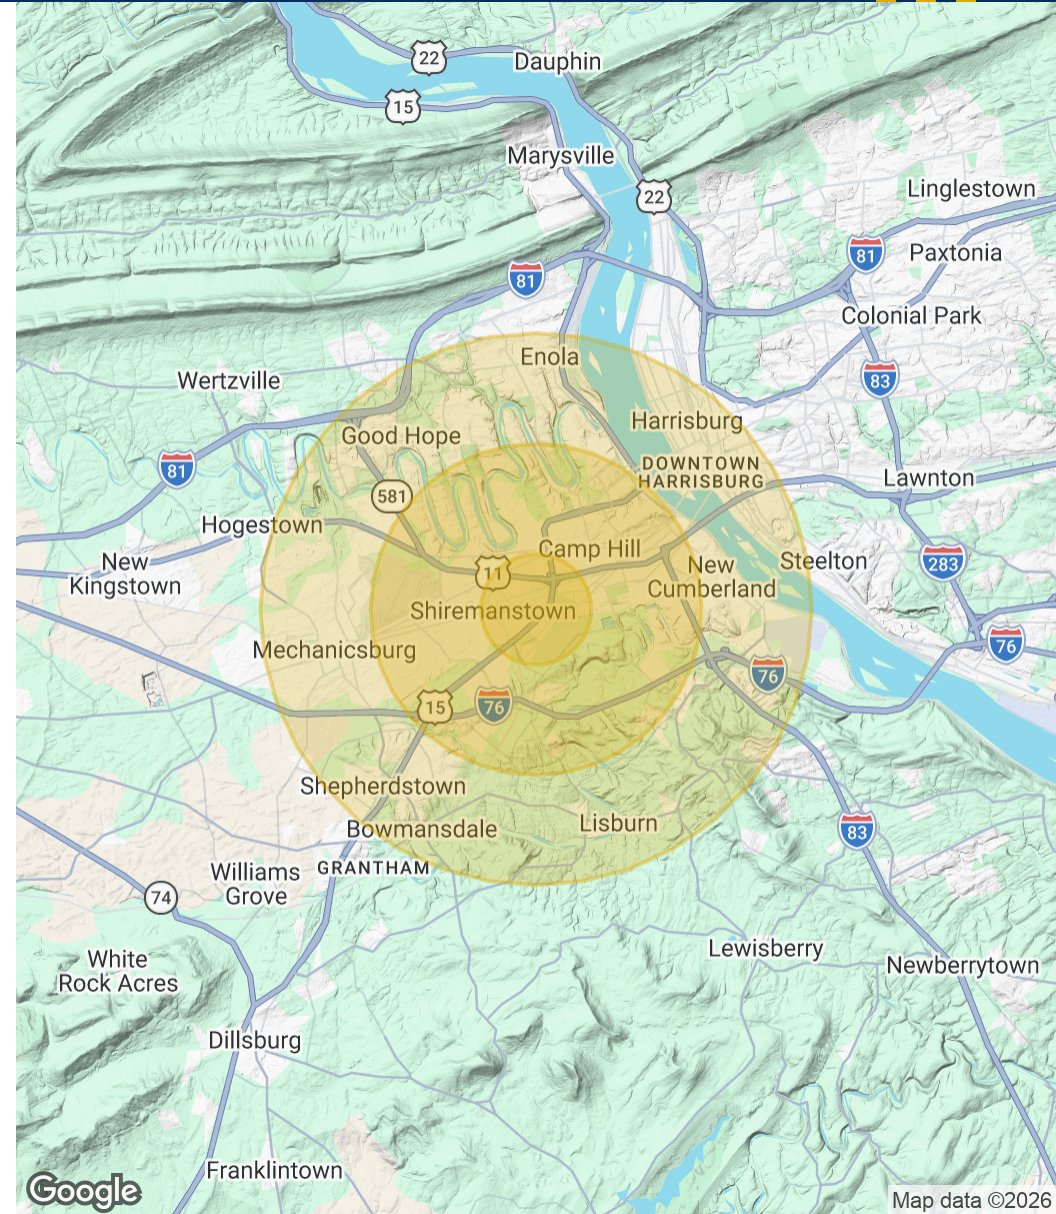 22
Dauphin
15
Marysville
22
Linglestown
81
Paxtonia
81
Colonial Park
Enola
Wertzville
83
Harrisburg
Good Hope
DOWNTOWN
HARRISBURG
81
Lawnton
581
Hogestown
Camp Hill
New
Kingstown
11
New
Cumberland
Steelton
283
Shiremanstown
76
Mechanicsburg
76
15
76
Shepherdstown
Bowmansdale
Lisburn
83
GRANTHAM
Williams
Grove
74
White
Rock Acres
Lewisberry
Newberrytown
Dillsburg
Franklintown
Google
Map data ©2026